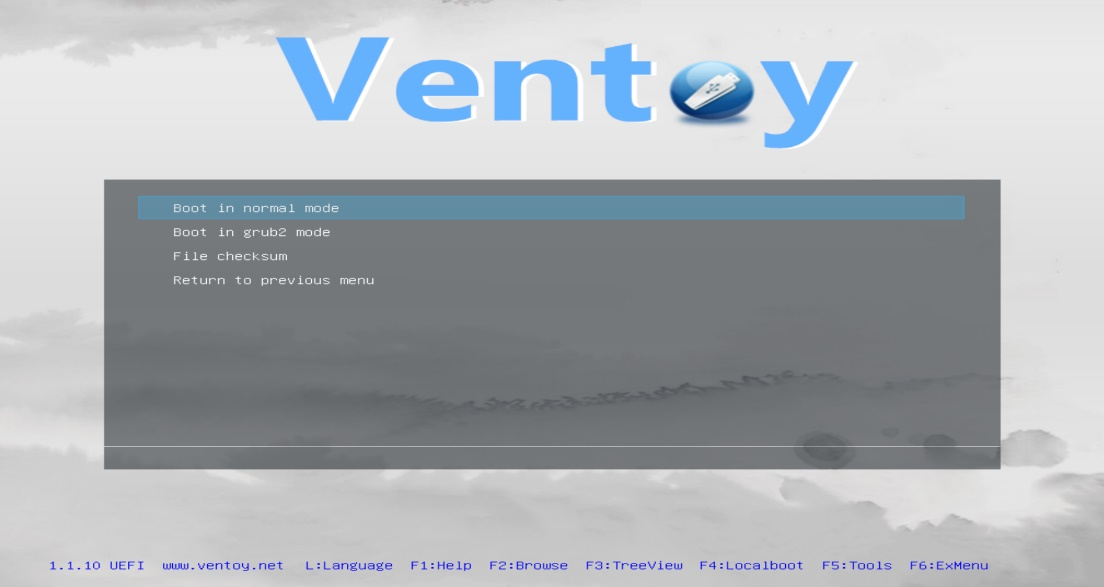 Ventoy
Boot in normal mode
Boot in grub2 mode
File checksum
Return to previous menu
1.1.10 UEFI www.ventoy.net L:Language F1:Help F2:Browse F3:TreeView F4:Localboot F5:Tools F6:ExMenu